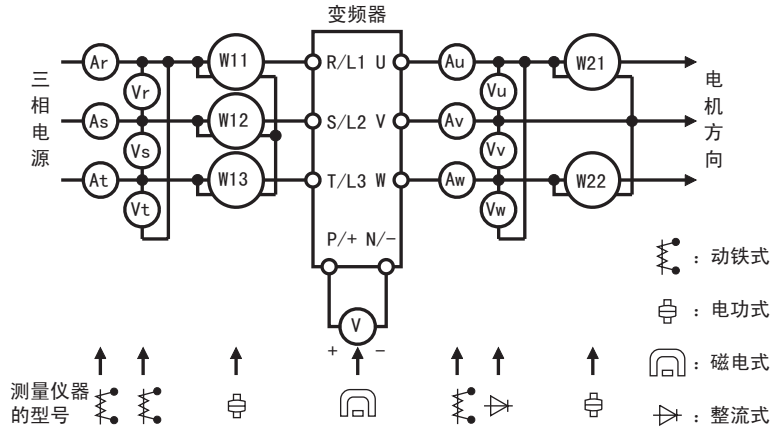 变频器
三相电源
Ar
W11
R/L1 U
Au
W21
电机方向
Vr
Vu
As
W12
S/L2 V
Av
Vs
Vv
At
W13
T/L3 W
Aw
W22
Vt
Vw
P/+ N/-
：动铁式
V
+ -
：电功式
：磁电式
测量仪器
的型号
：整流式